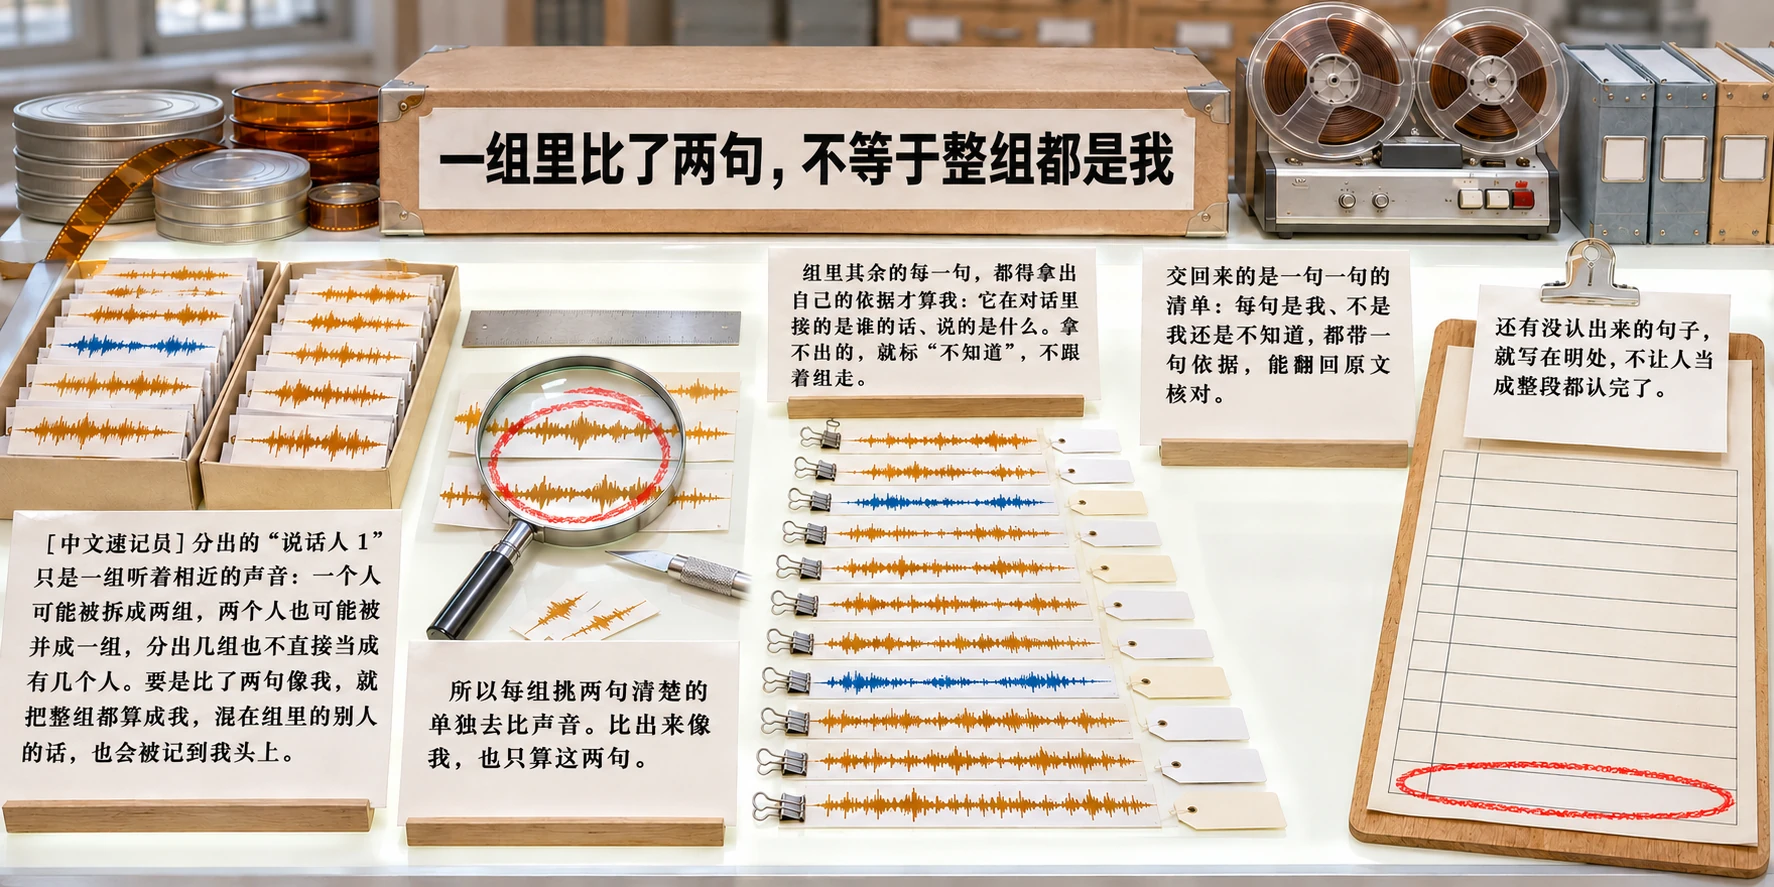 一组里比了两句，不等于整组都是我
［中文速记员］分出的“说话人 1”
只是一组听着相近的声音：一个人
可能被拆成两组，两个人也可能被
并成一组，分出几组也不直接当成
有几个人。要是比了两句像我，就
把整组都算成我，混在组里的别人
的话，也会被记到我头上。
所以每组挑两句清楚的
单独去比声音。比出来像
我，也只算这两句。
组里其余的每一句，都得拿出
自己的依据才算我：它在对话里
接的是谁的话、说的是什么。拿
不出的，就标“不知道”，不跟
着组走。
交回来的是一句一句的
清单：每句是我、不是
我还是不知道，都带一
句依据，能翻回原文
核对。
还有没认出来的句子，
就写在明处，不让人当
成整段都认完了。